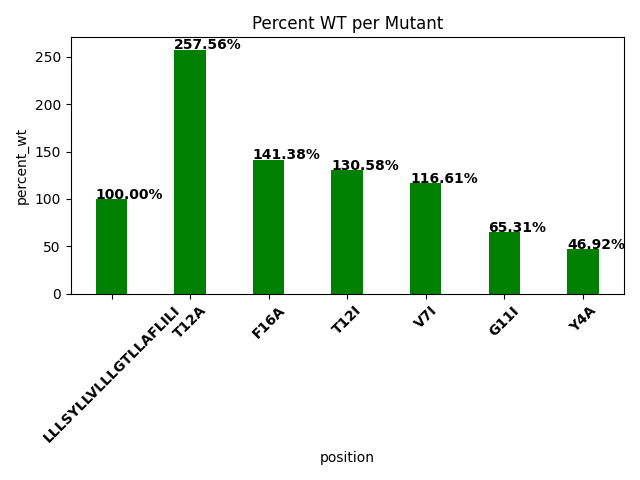 Percent WT per Mutant
percent_wt
250
200
150
100
50
0
100.00%
257.56%
141.38%
130.58%
116.61%
65.31%
46.92%
LLLSYLLVLLLGTLLAFLILI
T12A
F16A
T12I
V7I
G11I
Y4A
position